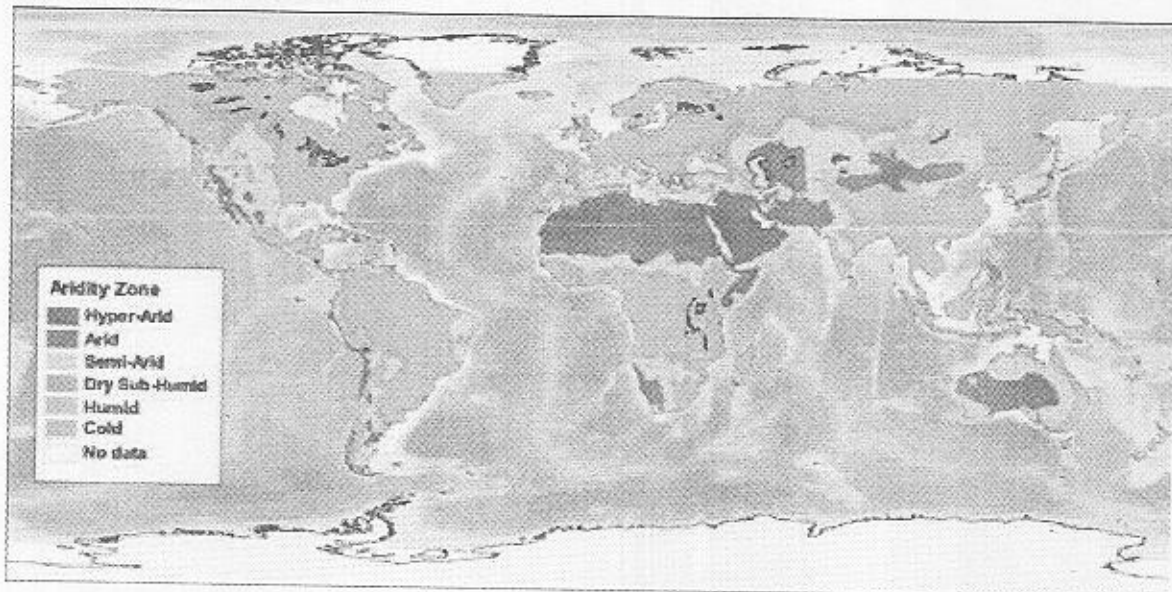 Aridity Zone
Hyper-Arid
Arid
Semi-Arid
Dry Sub-Humid
Humid
Cold
No data